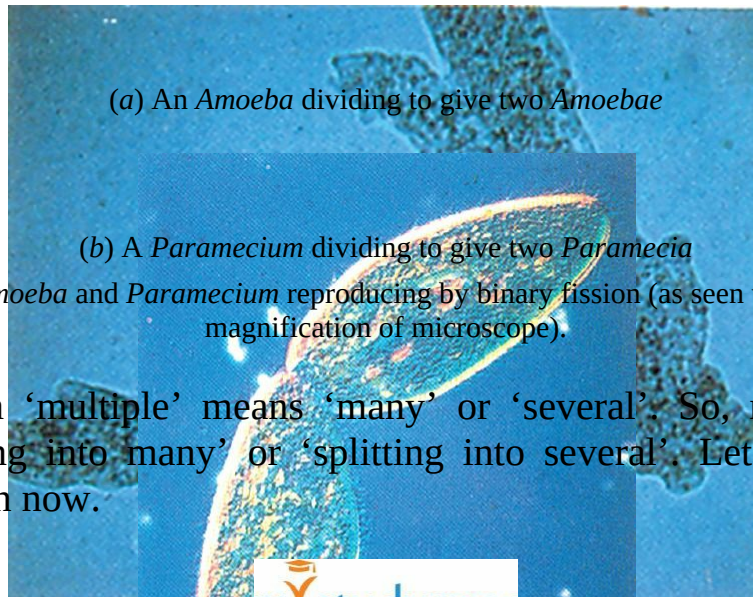 (a) An Amoeba dividing to give two Amoebae
(b) A Paramecium dividing to give two Paramecia
and Paramecium reproducing by binary fission (as seen
magnification of microscope).
‘multiple’ means ‘many’ or ‘several’. So,
into many’ or ‘splitting into several’. Let
now.